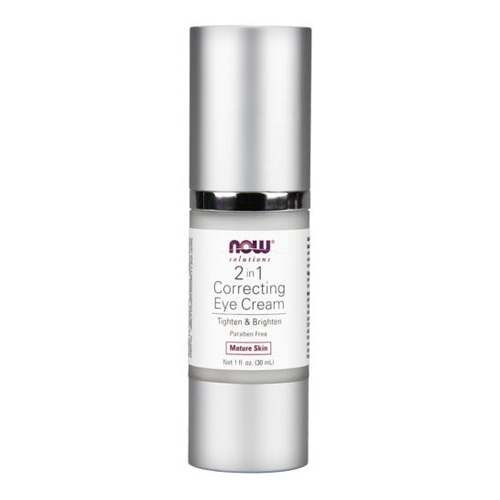 now®
solutions
2 in 1
Correcting
Eye Cream
Tighten & Brighten
Paraben Free
Mature Skin
Net 1 fl. oz. (30 mL)